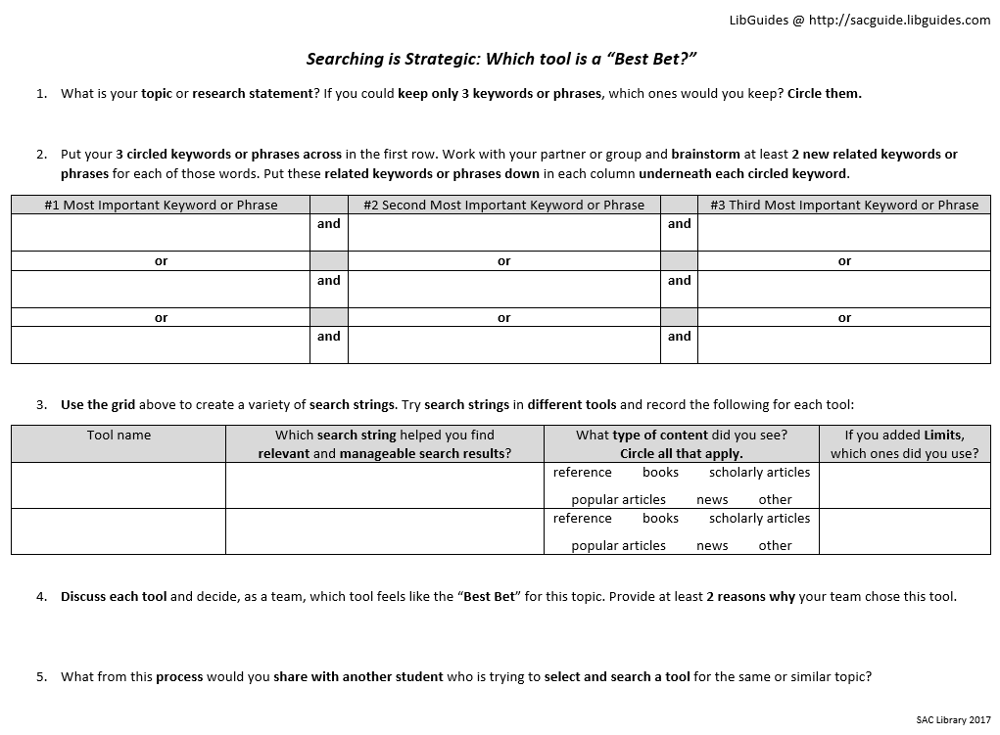 LibGuides @ http://sacguide.libguides.com
Searching is Strategic: Which tool is a “Best Bet?”
1. What is your topic or research statement? If you could keep only 3 keywords or phrases, which ones would you keep? Circle them.
2. Put your 3 circled keywords or phrases across in the first row. Work with your partner or group and brainstorm at least 2 new related keywords or
phrases for each of those words. Put these related keywords or phrases down in each column underneath each circled keyword.
#1 Most Important Keyword or Phrase #2 Second Most Important Keyword or Phrase #3 Third Most Important Keyword or Phrase
and and
or or or
and and
or or or
and and
3. Use the grid above to create a variety of search strings. Try search strings in different tools and record the following for each tool:
Tool name Which search string helped you find What type of content did you see? If you added Limits,
relevant and manageable search results? Circle all that apply. which ones did you use?
reference books scholarly articles
popular articles news other
reference books scholarly articles
popular articles news other
4. Discuss each tool and decide, as a team, which tool feels like the “Best Bet” for this topic. Provide at least 2 reasons why your team chose this tool.
5. What from this process would you share with another student who is trying to select and search a tool for the same or similar topic?
SAC Library 2017